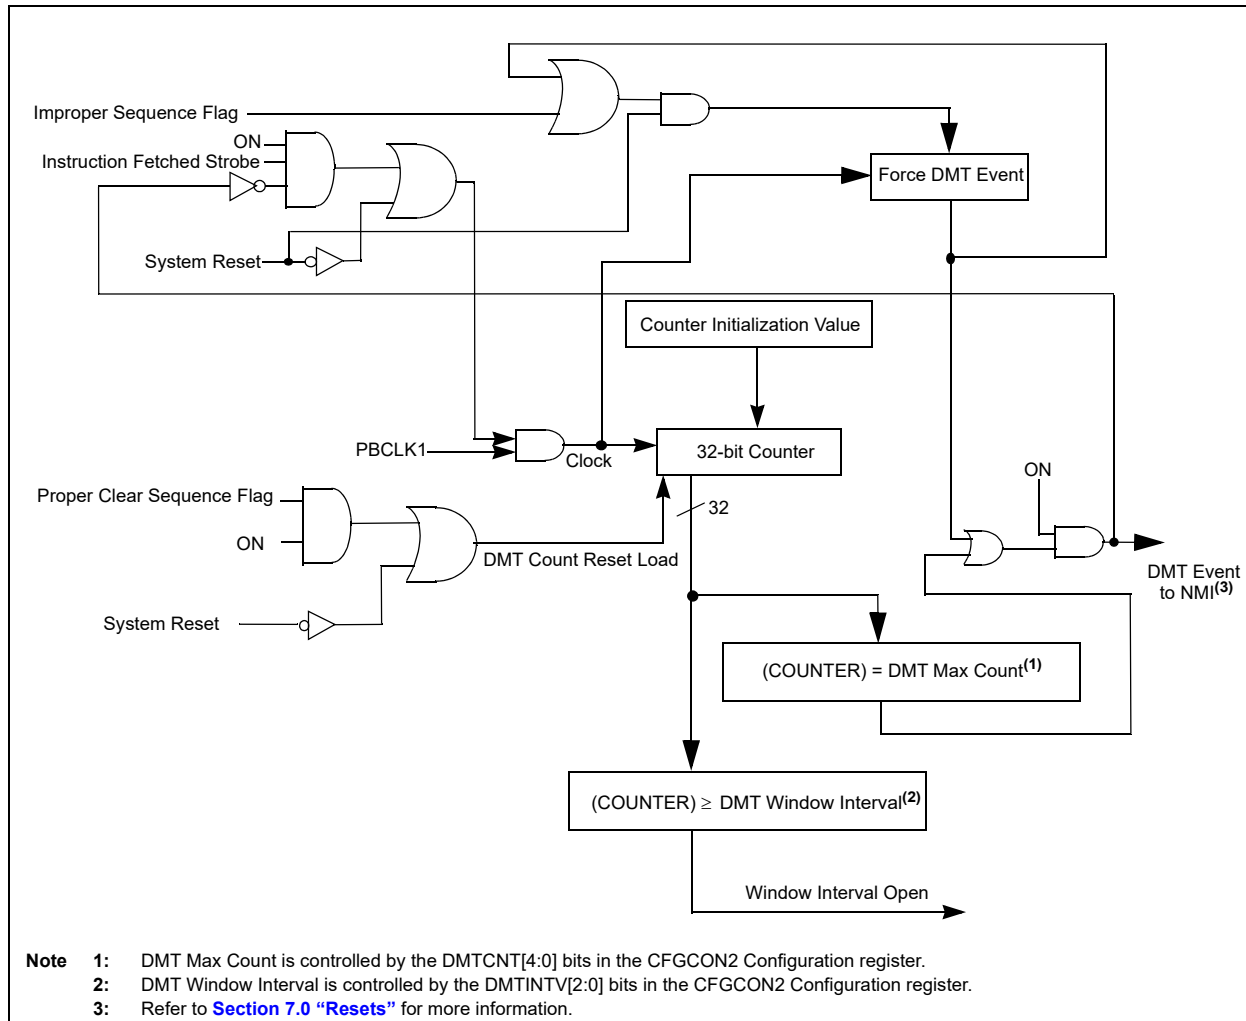 Improper Sequence Flag
ON
Instruction Fetched Strobe
Force DMT Event
System Reset
Counter Initialization Value
PBCLK1
Clock
32-bit Counter
ON
Proper Clear Sequence Flag
32
ON
DMT Count Reset Load
DMT Event
to NMI(3)
System Reset
(COUNTER) = DMT Max Count(1)
(COUNTER) ≥ DMT Window Interval(2)
Window Interval Open
Note 1: DMT Max Count is controlled by the DMTCNT[4:0] bits in the CFGCON2 Configuration register.
2: DMT Window Interval is controlled by the DMTINTV[2:0] bits in the CFGCON2 Configuration register.
3: Refer to Section 7.0 “Resets” for more information.